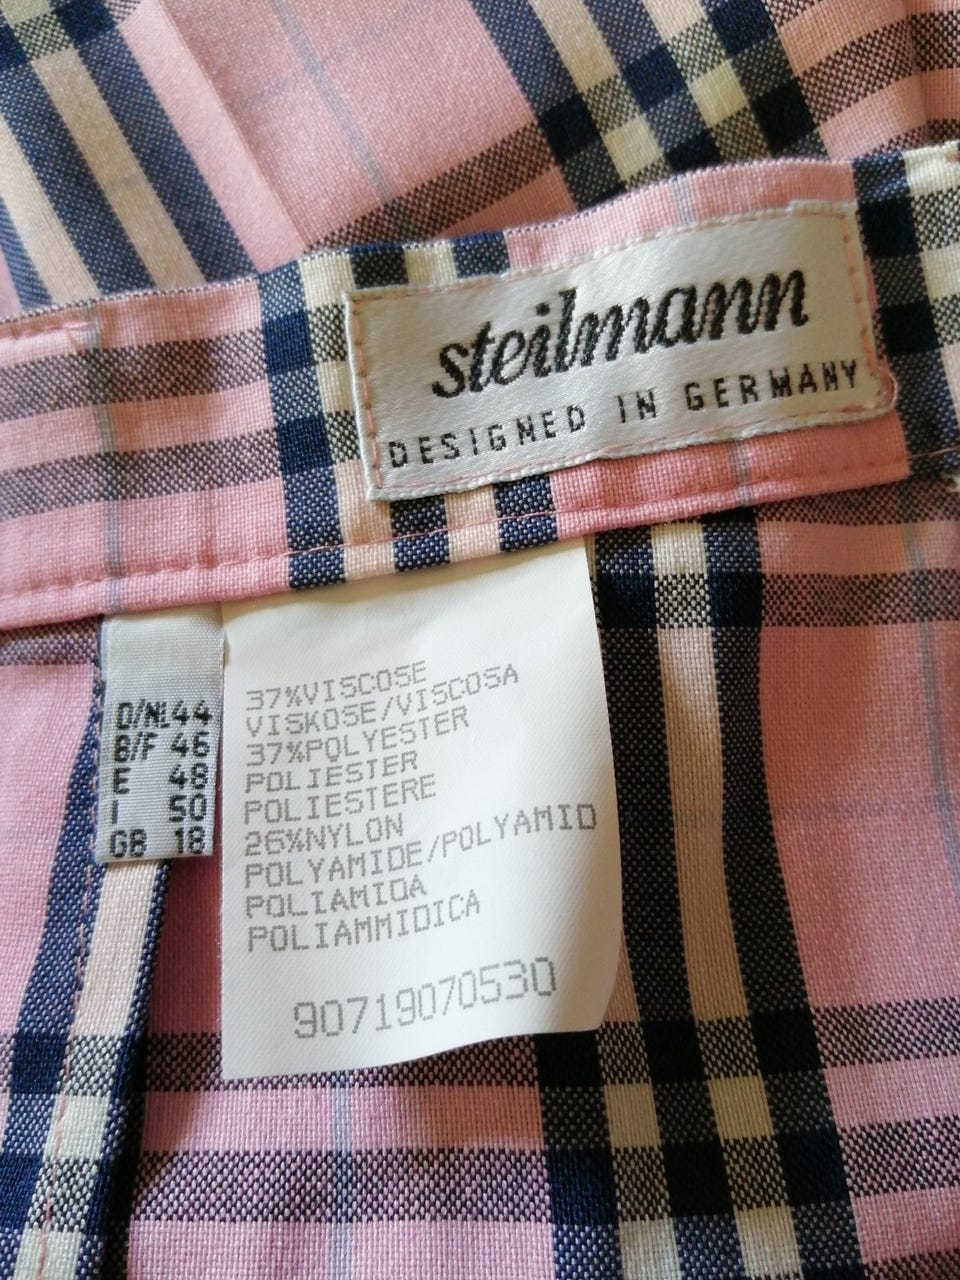 steilmann
DESIGNED IN GERMANY
D/NL 44
B/F 46
E 48
I 50
GB 18
37%VISCOSE
VISKOSE/VISCOSA
37%POLYESTER
POLIESTER
POLIESTERE
26%NYLON
POLYAMIDE/POLYAMID
POLIAMIDA
POLIAMMIDICA
90719070530